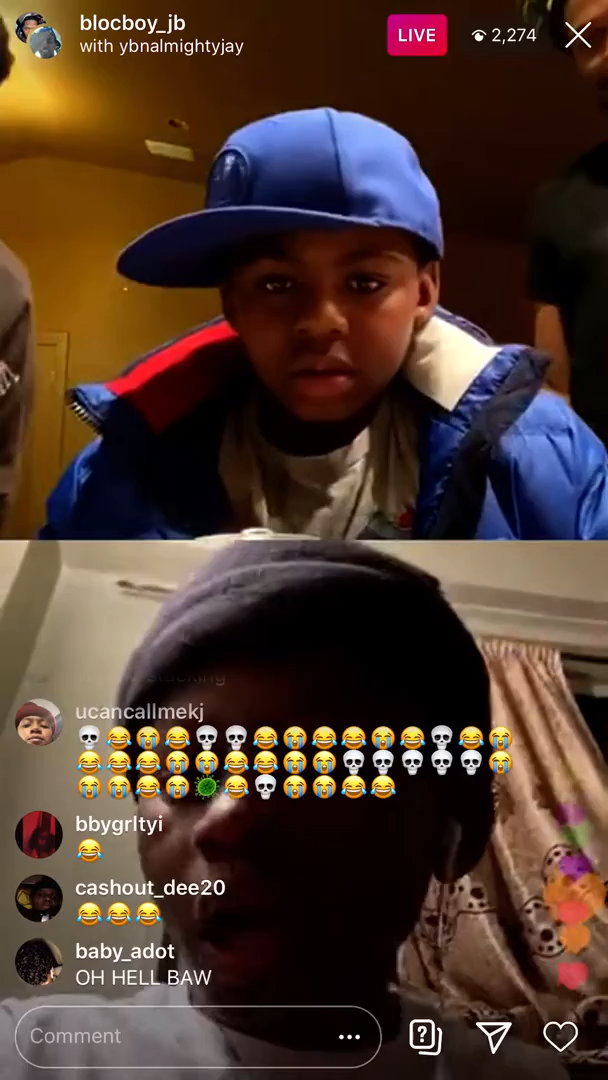 blocboy_jb
with ybnalmightyjay
LIVE
2,274
ucancallmekj
💀😂😭😂💀💀😂😭😂😂😭😂💀😂😭
😂😂😂😭😭😂😂😭😭💀💀💀💀💀😭
😭😭😂😭🦠😂💀😭😭😂😂
bbygrltyi
😂
cashout_dee20
😂😂😂
baby_adot
OH HELL BAW
Comment